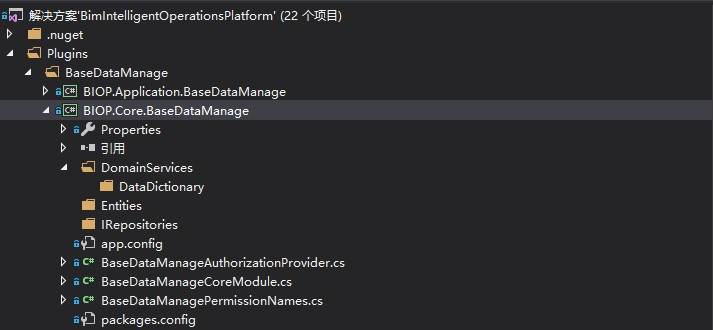 解决方案'BimIntelligentOperationsPlatform' (22 个项目)
.nuget
Plugins
BaseDataManage
C# BIOP.Application.BaseDataManage
C# BIOP.Core.BaseDataManage
Properties
引用
DomainServices
DataDictionary
Entities
IRepositories
app.config
C# BaseDataManageAuthorizationProvider.cs
C# BaseDataManageCoreModule.cs
C# BaseDataManagePermissionNames.cs
packages.config